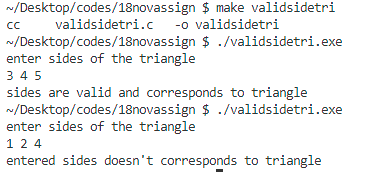 ~/Desktop/codes/18novassign $ make validsidetri
cc     validsidetri.c   -o validsidetri
~/Desktop/codes/18novassign $ ./validsidetri.exe
enter sides of the triangle
3 4 5
sides are valid and corresponds to triangle
~/Desktop/codes/18novassign $ ./validsidetri.exe
enter sides of the triangle
1 2 4
entered sides doesn't corresponds to triangle